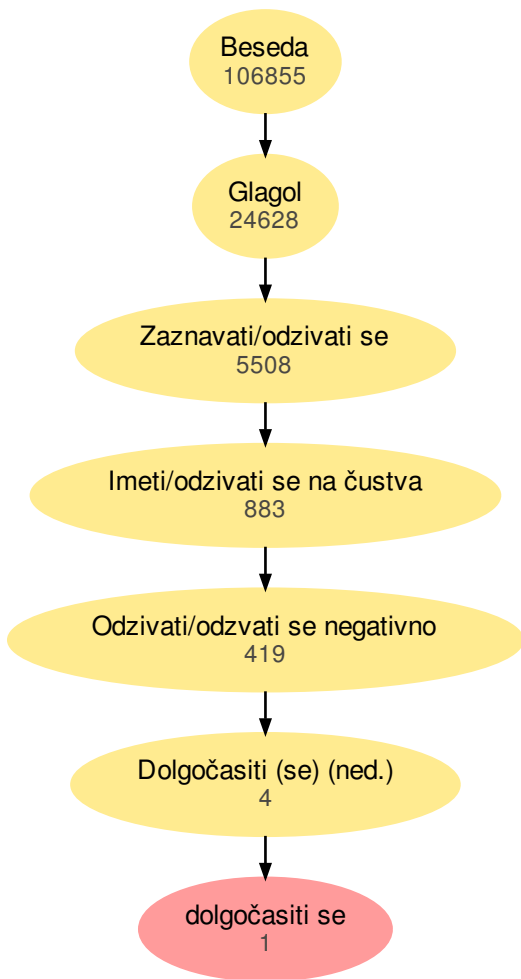 Beseda
106855
Glagol
24628
Zaznavati/odzivati se
5508
Imeti/odzivati se na čustva
883
Odzivati/odzvati se negativno
419
Dolgočasiti (se) (ned.)
4
dolgočasiti se
1